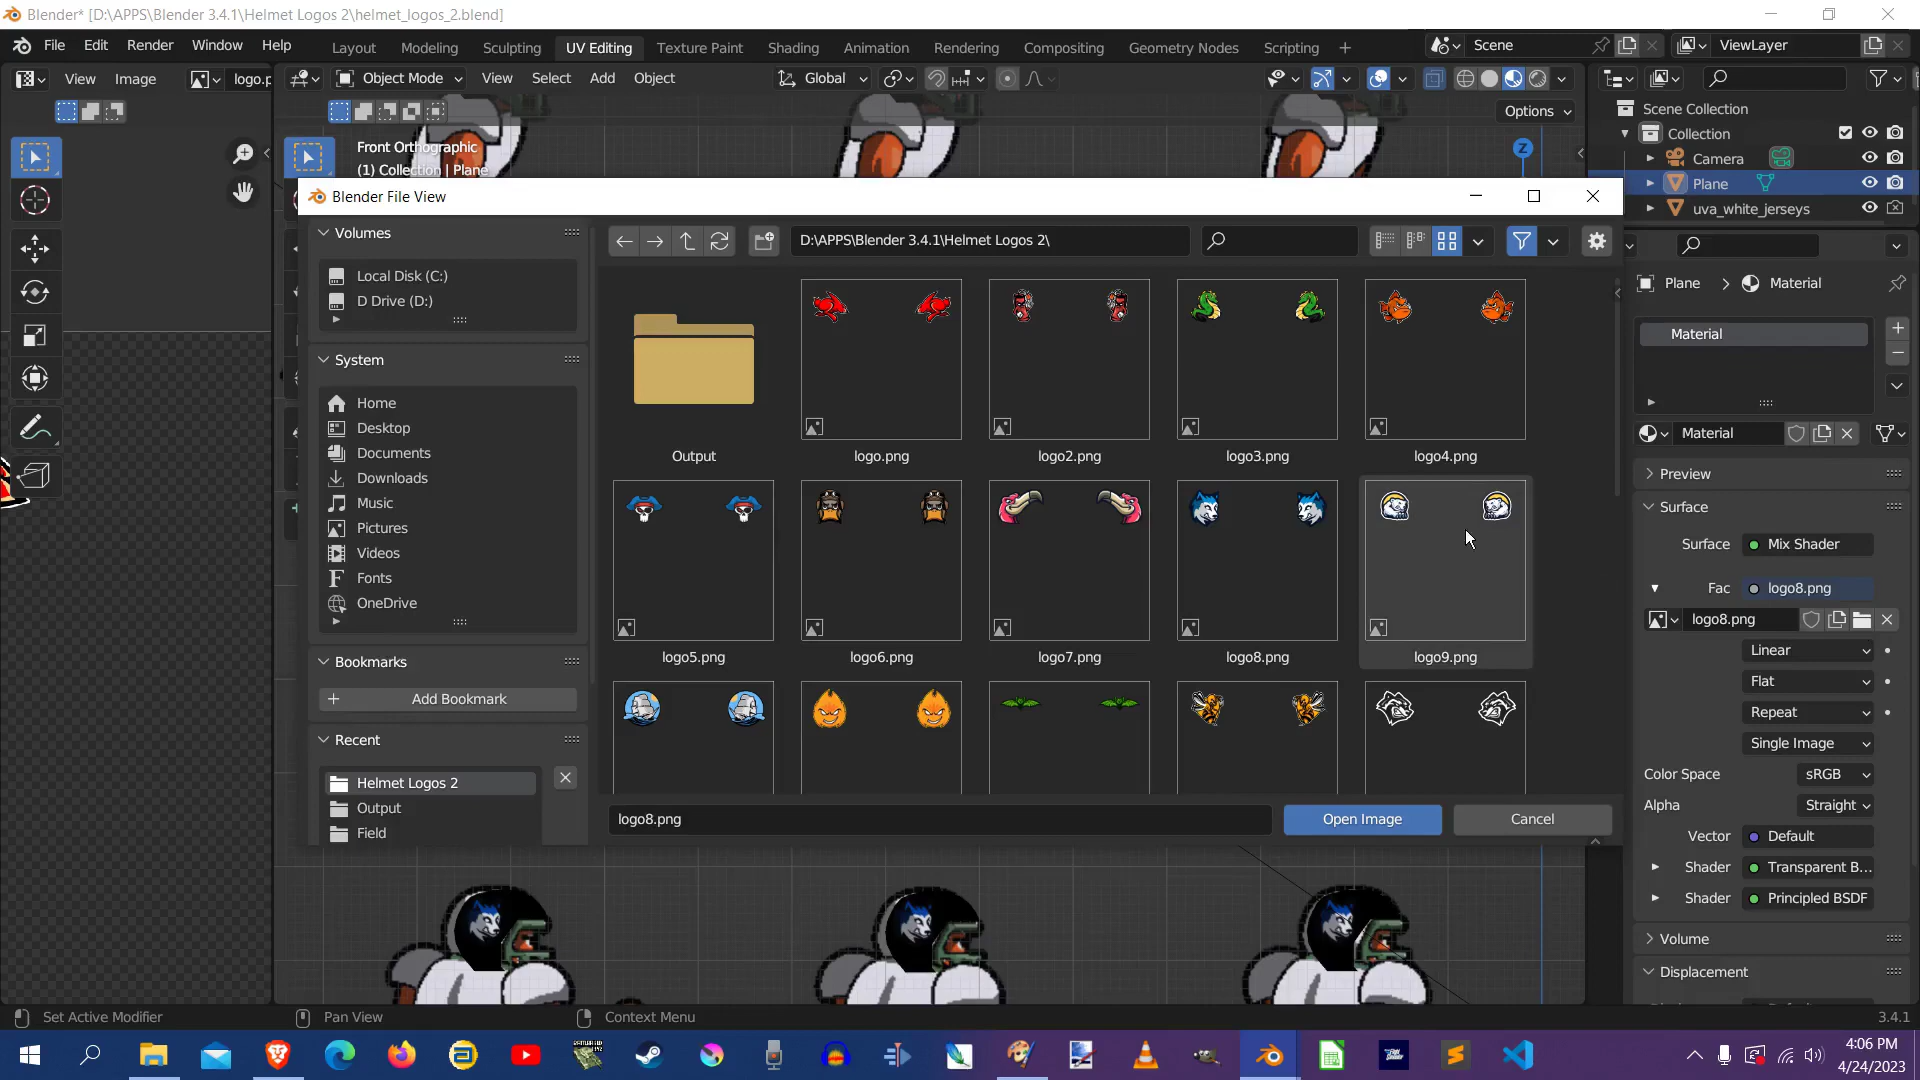 Blender* [D:\APPS\Blender 3.4.1\Helmet Logos 2\helmet_logos_2.blend]
File Edit Render Window Help
Layout Modeling Sculpting UV Editing Texture Paint Shading Animation Rendering Compositing Geometry Nodes Scripting
Scene
ViewLayer
View Image
logo.p
Object Mode View Select Add Object
Global
Options
Front Orthographic
(1) Collection | Plane
Z
Scene Collection
Collection
Camera
Plane
uva_white_jerseys
Blender File View
Volumes
Local Disk (C:)
D Drive (D:)
System
Home
Desktop
Documents
Downloads
Music
Pictures
Videos
Fonts
OneDrive
Bookmarks
Add Bookmark
Recent
Helmet Logos 2
Output
Field
D:\APPS\Blender 3.4.1\Helmet Logos 2\
Output
logo.png
logo2.png
logo3.png
logo4.png
logo5.png
logo6.png
logo7.png
logo8.png
logo9.png
logo8.png
Open Image
Cancel
Plane
Material
Material
Material
Preview
Surface
Surface
Mix Shader
Fac
logo8.png
logo8.png
Linear
Flat
Repeat
Single Image
Color Space
sRGB
Alpha
Straight
Vector
Default
Shader
Transparent B...
Shader
Principled BSDF
Volume
Displacement
Set Active Modifier
Pan View
Context Menu
3.4.1
4:06 PM
4/24/2023